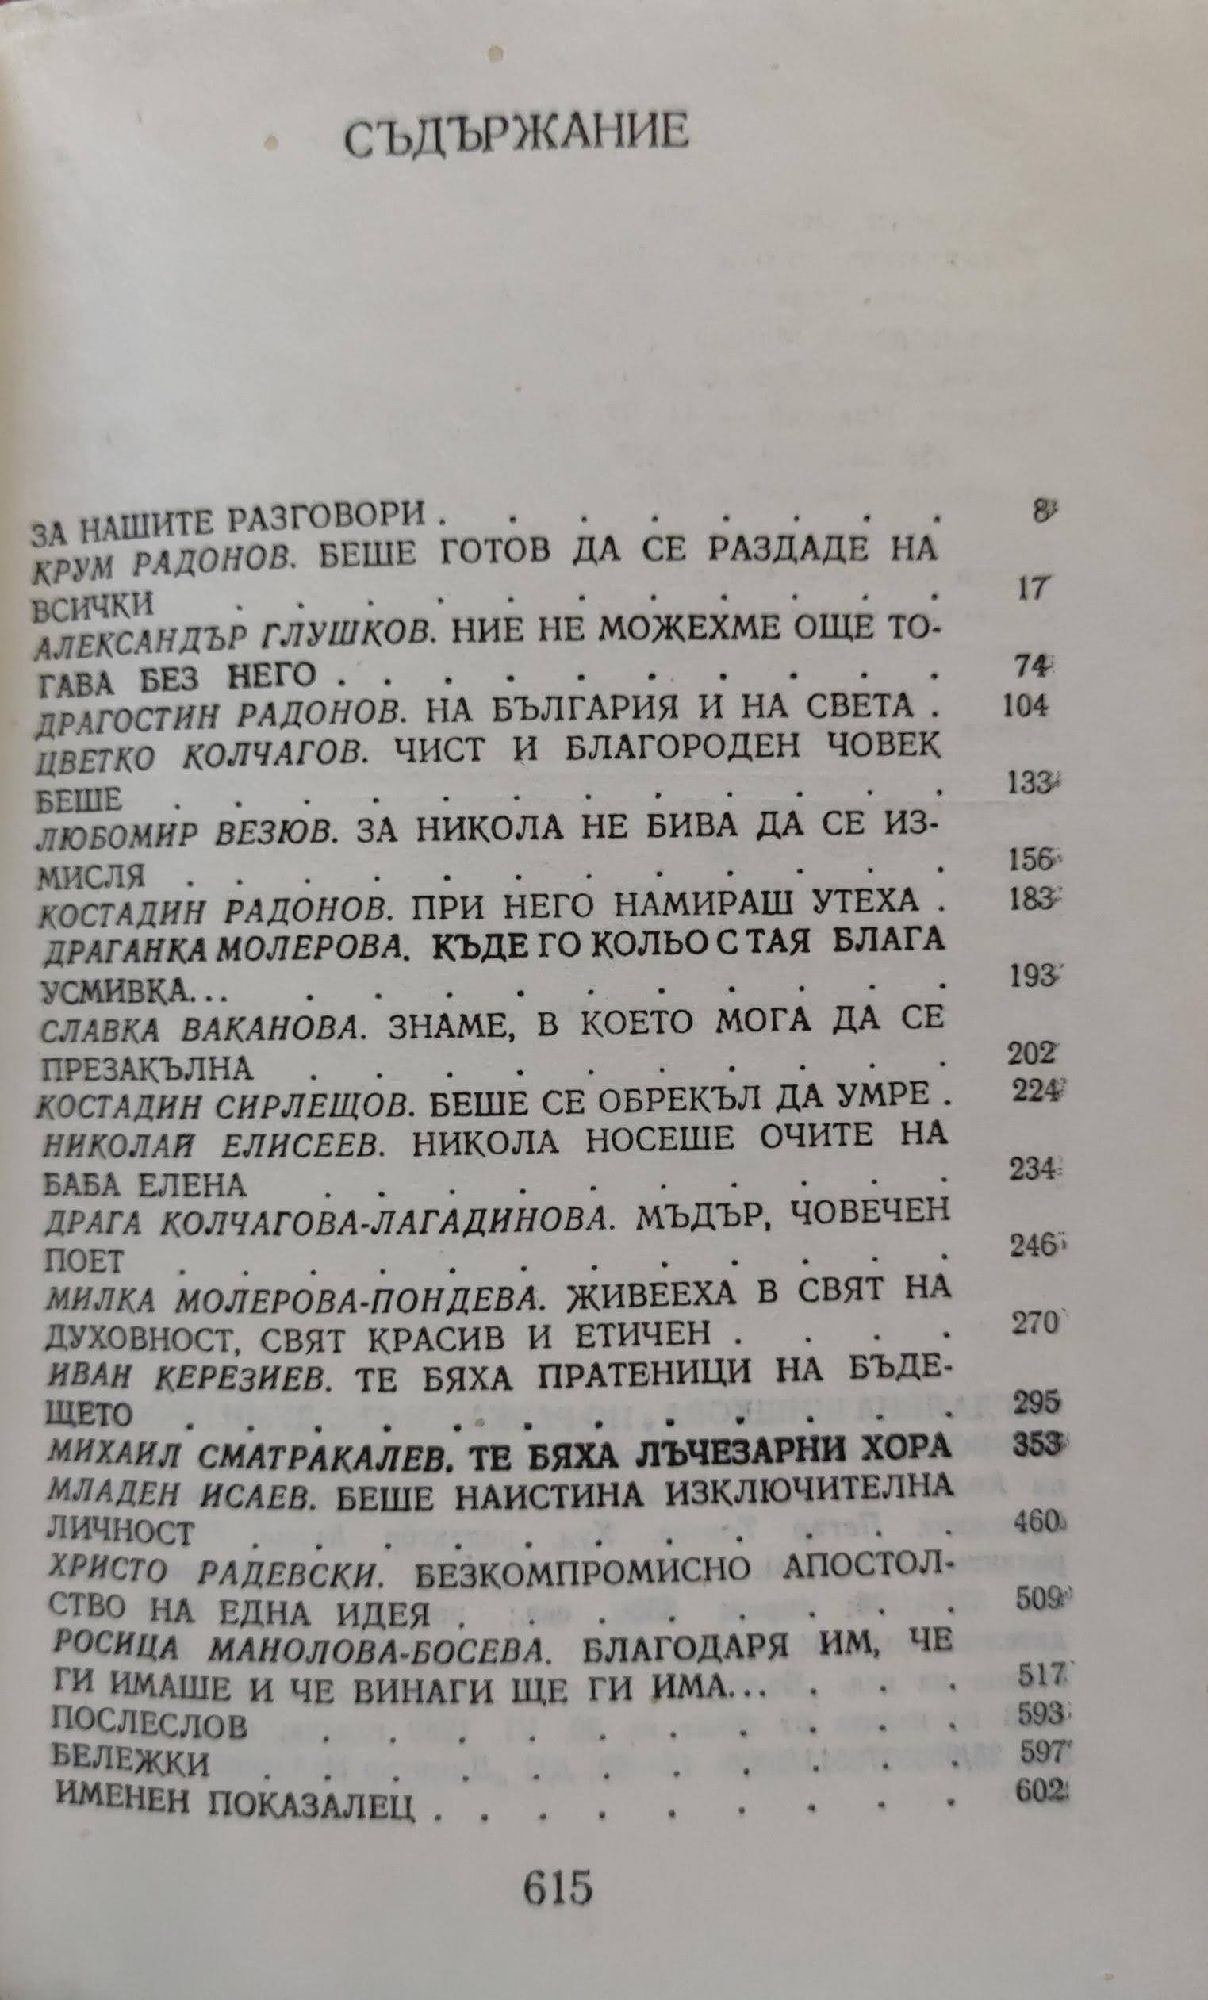 СЪДЪРЖАНИЕ
ЗА НАШИТЕ РАЗГОВОРИ . . . . . . . . 8
КРУМ РАДОНОВ. БЕШЕ ГОТОВ ДА СЕ РАЗДАДЕ НА
ВСИЧКИ . . . . . . . . . . . 17
АЛЕКСАНДЪР ГЛУШКОВ. НИЕ НЕ МОЖЕХМЕ ОЩЕ ТО-
ГАВА БЕЗ НЕГО . . . . . . . . . . 74
ДРАГОСТИН РАДОНОВ. НА БЪЛГАРИЯ И НА СВЕТА . 104
ЦВЕТКО КОЛЧАГОВ. ЧИСТ И БЛАГОРОДЕН ЧОВЕК
БЕШЕ . . . . . . . . . . . . 133
ЛЮБОМИР ВЕЗЮВ. ЗА НИКОЛА НЕ БИВА ДА СЕ ИЗ-
МИСЛЯ . . . . . . . . . . . . 156
КОСТАДИН РАДОНОВ. ПРИ НЕГО НАМИРАШ УТЕХА . 183
ДРАГАНКА МОЛЕРОВА. КЪДЕ ГО КОЛЬО С ТАЯ БЛАГА
УСМИВКА... . . . . . . . . . . 193
СЛАВКА ВАКАНОВА. ЗНАМЕ, В КОЕТО МОГА ДА СЕ
ПРЕЗАКЪЛНА . . . . . . . . . . 202
КОСТАДИН СИРЛЕЩОВ. БЕШЕ СЕ ОБРЕКЪЛ ДА УМРЕ . 224
НИКОЛАЙ ЕЛИСЕЕВ. НИКОЛА НОСЕШЕ ОЧИТЕ НА
БАБА ЕЛЕНА . . . . . . . . . . 234
ДРАГА КОЛЧАГОВА-ЛАГАДИНОВА. МЪДЪР, ЧОВЕЧЕН
ПОЕТ . . . . . . . . . . . . 246
МИЛКА МОЛЕРОВА-ПОНДЕВА. ЖИВЕЕХА В СВЯТ НА
ДУХОВНОСТ, СВЯТ КРАСИВ И ЕТИЧЕН . . . . 270
ИВАН КЕРЕЗИЕВ. ТЕ БЯХА ПРАТЕНИЦИ НА БЪДЕ-
ЩЕТО . . . . . . . . . . . . 295
МИХАИЛ СМАТРАКАЛЕВ. ТЕ БЯХА ЛЪЧЕЗАРНИ ХОРА 353
МЛАДЕН ИСАЕВ. БЕШЕ НАИСТИНА ИЗКЛЮЧИТЕЛНА
ЛИЧНОСТ . . . . . . . . . . . 460
ХРИСТО РАДЕВСКИ. БЕЗКОМПРОМИСНО АПОСТОЛ-
СТВО НА ЕДНА ИДЕЯ . . . . . . . . 509
РОСИЦА МАНОЛОВА-БОСЕВА. БЛАГОДАРЯ ИМ, ЧЕ
ГИ ИМАШЕ И ЧЕ ВИНАГИ ЩЕ ГИ ИМА... . . . 517
ПОСЛЕСЛОВ . . . . . . . . . . 593
БЕЛЕЖКИ . . . . . . . . . . . 597
ИМЕНЕН ПОКАЗАЛЕЦ . . . . . . . . . 602
615